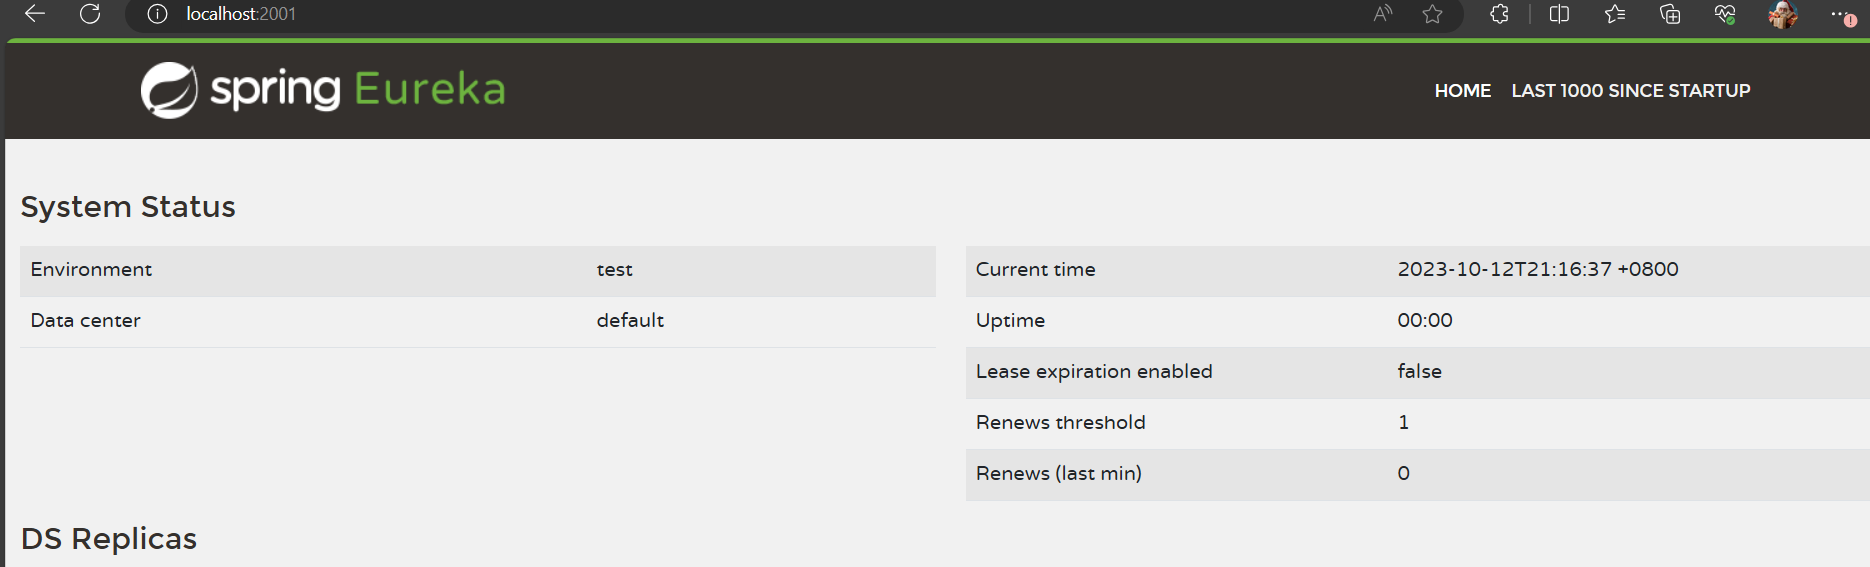 localhost:2001
spring Eureka
HOME LAST 1000 SINCE STARTUP
System Status
Environment test
Data center default
Current time 2023-10-12T21:16:37 +0800
Uptime 00:00
Lease expiration enabled false
Renews threshold 1
Renews (last min) 0
DS Replicas